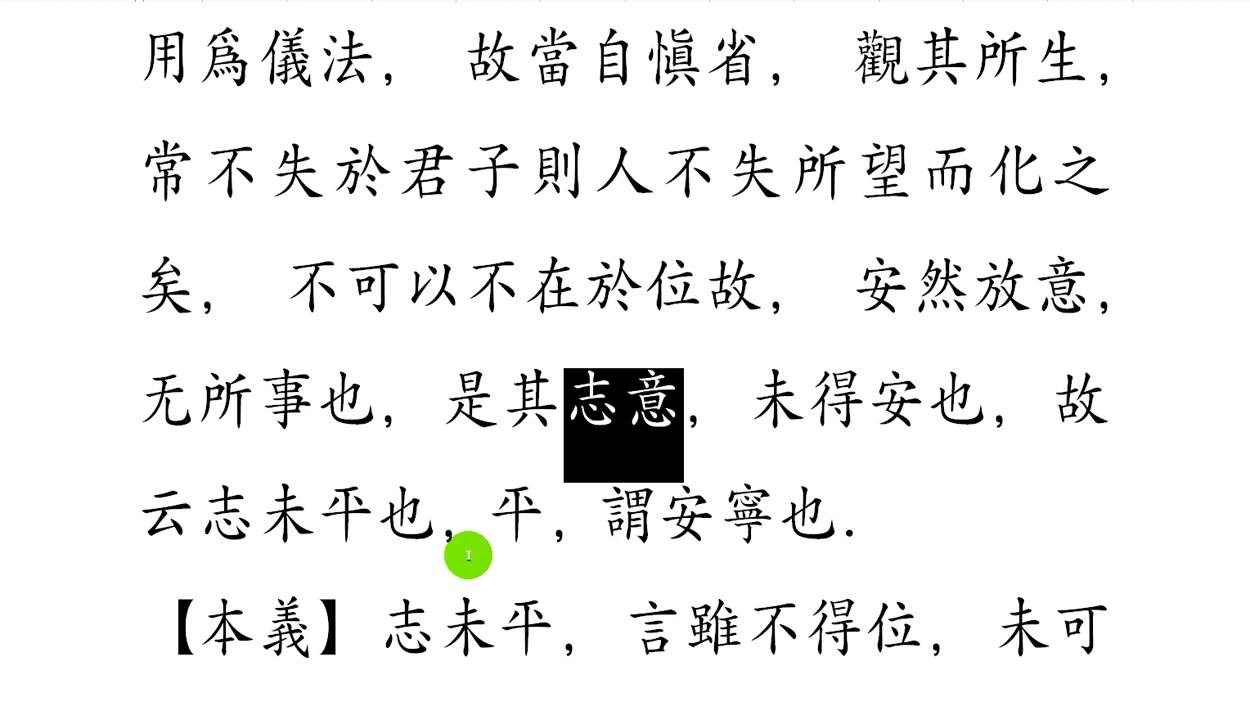 用爲儀法, 故當自愼省, 觀其所生,
常不失於君子則人不失所望而化之
矣, 不可以不在於位故, 安然放意,
无所事也, 是其志意, 未得安也, 故
云志未平也, 平, 謂安寧也.
【本義】 志未平, 言雖不得位, 未可